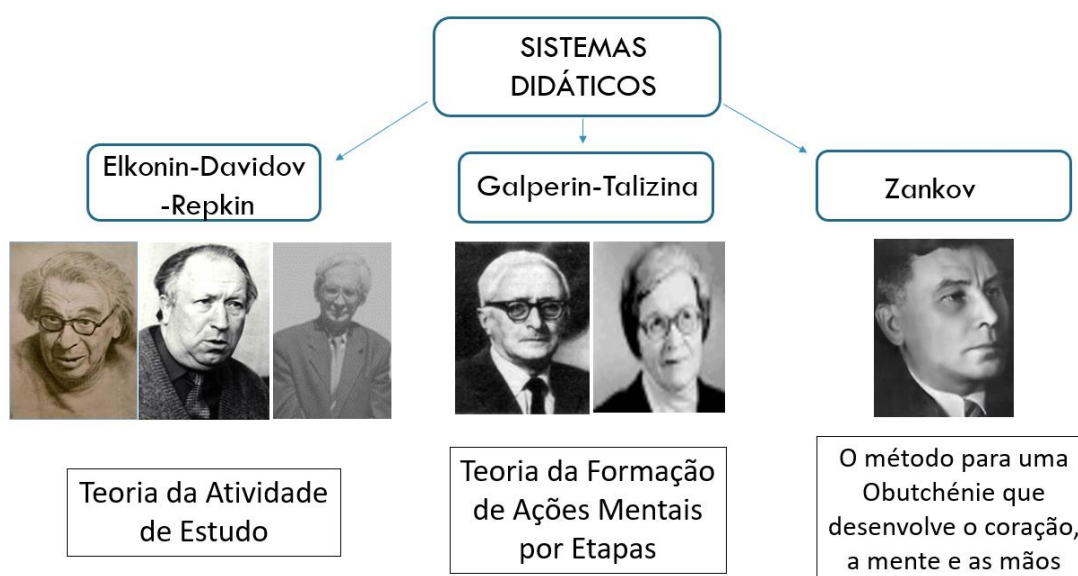 SISTEMAS
DIDÁTICOS
Elkonin-Davidov
-Repkin
Galperin-Talizina
Zankov
Teoria da Atividade
de Estudo
Teoria da Formação
de Ações Mentais
por Etapas
O método para uma
Obutchénie que
desenvolve o coração,
a mente e as mãos